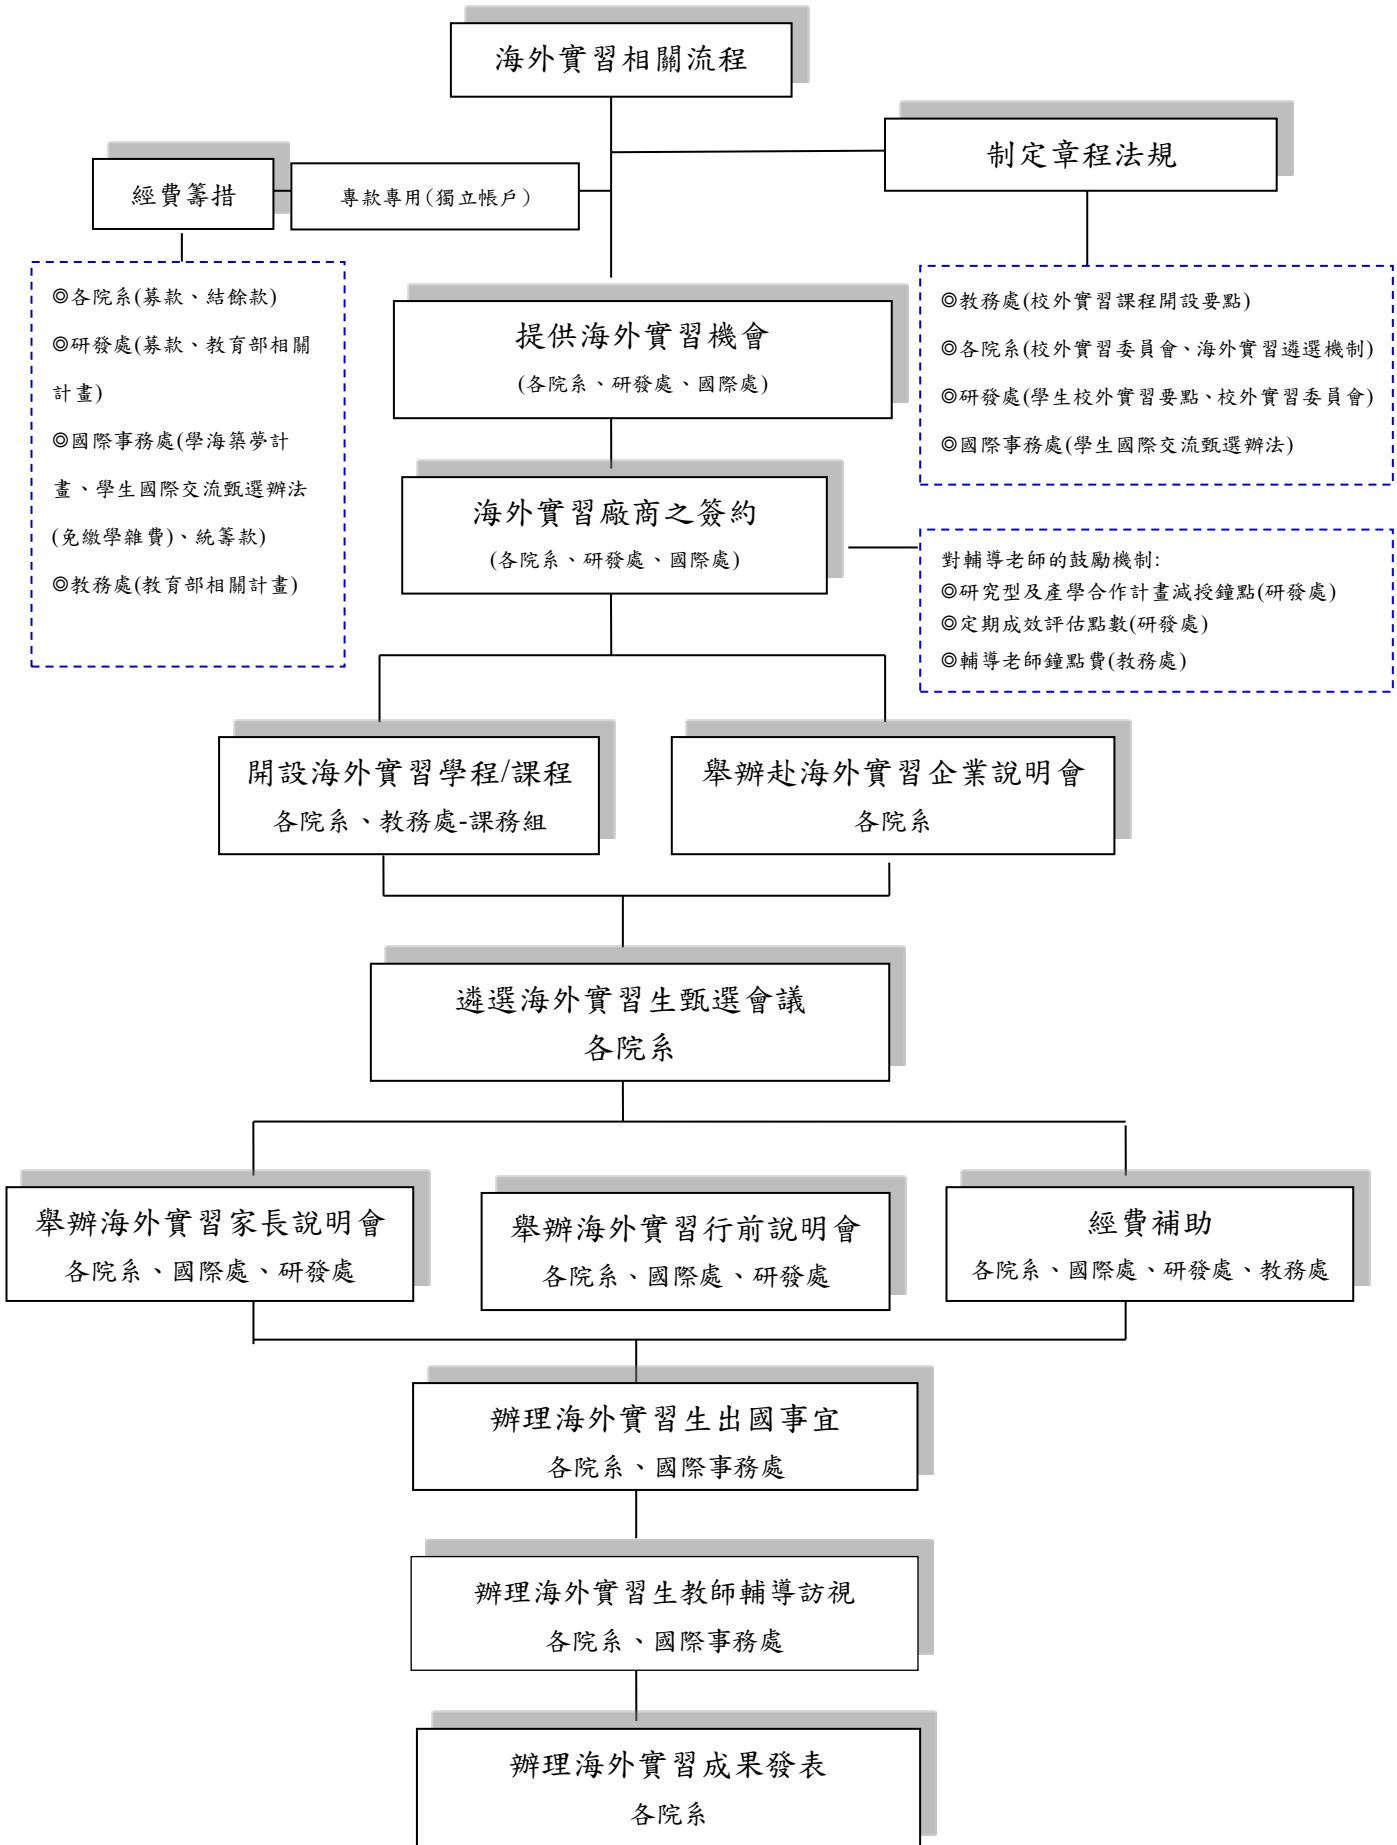 海外實習相關流程
制定章程法規
經費籌措
專款專用(獨立帳戶)
◎各院系(募款、結餘款)
◎研發處(募款、教育部相關
計畫)
◎國際事務處(學海築夢計
畫、學生國際交流甄選辦法
(免繳學雜費)、統籌款)
◎教務處(教育部相關計畫)
提供海外實習機會
(各院系、研發處、國際處)
◎教務處(校外實習課程開設要點)
◎各院系(校外實習委員會、海外實習遴選機制)
◎研發處(學生校外實習要點、校外實習委員會)
◎國際事務處(學生國際交流甄選辦法)
海外實習廠商之簽約
(各院系、研發處、國際處)
對輔導老師的鼓勵機制:
◎研究型及產學合作計畫減授鐘點(研發處)
◎定期成效評估點數(研發處)
◎輔導老師鐘點費(教務處)
開設海外實習學程/課程
各院系、教務處-課務組
舉辦赴海外實習企業說明會
各院系
遴選海外實習生甄選會議
各院系
舉辦海外實習家長說明會
各院系、國際處、研發處
舉辦海外實習行前說明會
各院系、國際處、研發處
經費補助
各院系、國際處、研發處、教務處
辦理海外實習生出國事宜
各院系、國際事務處
辦理海外實習生教師輔導訪視
各院系、國際事務處
辦理海外實習成果發表
各院系